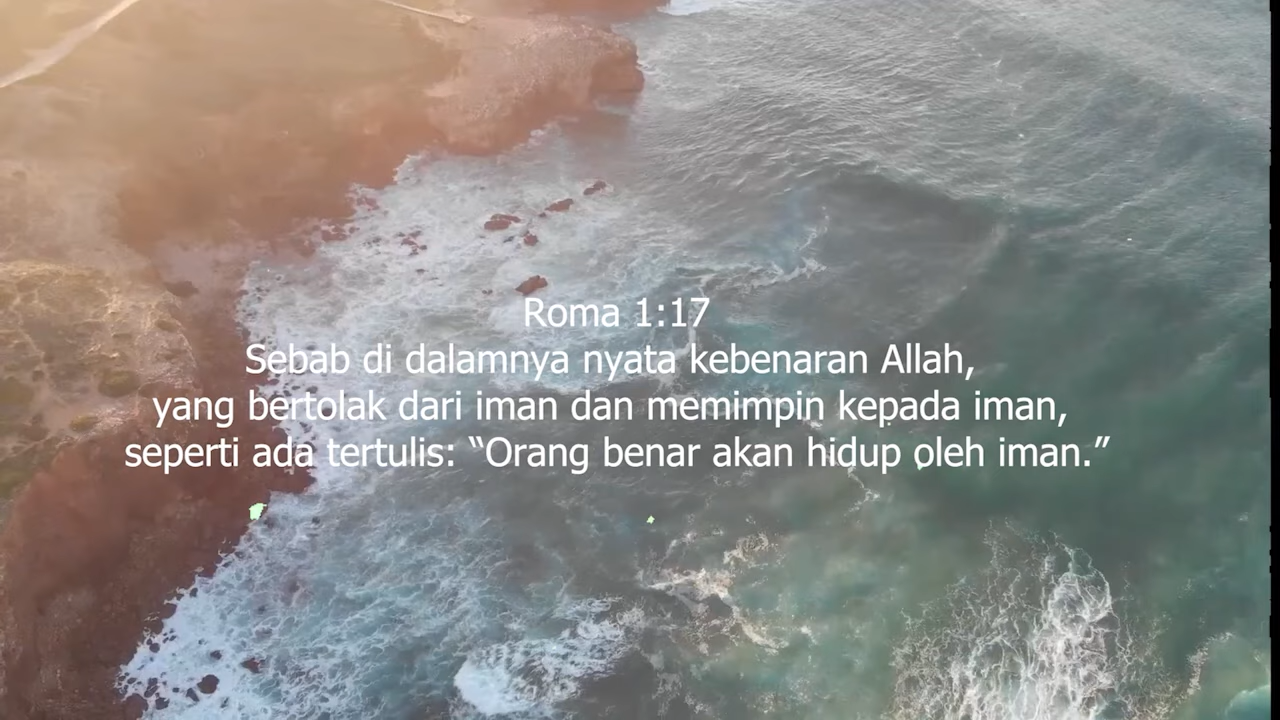 Roma 1:17
Sebab di dalamnya nyata kebenaran Allah,
yang bertolak dari iman dan memimpin kepada iman,
seperti ada tertulis: “Orang benar akan hidup oleh iman.”